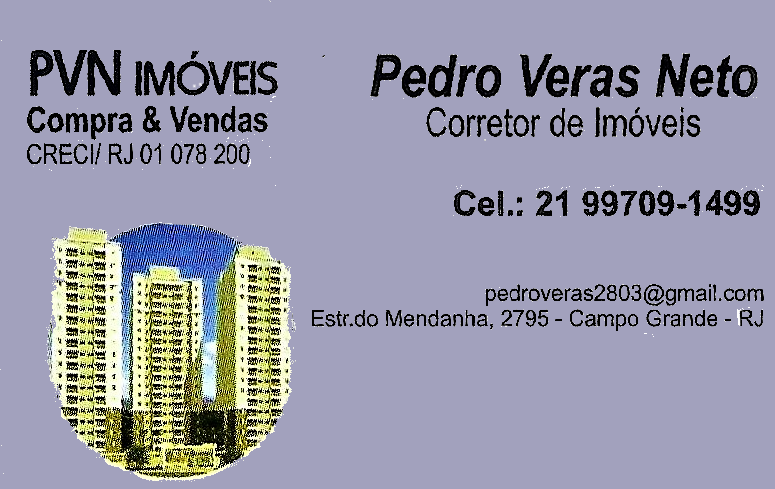 PVN IMÓVEIS
Compra & Vendas
CRECI/ RJ 01 078 200
Pedro Veras Neto
Corretor de Imóveis
Cel.: 21 99709-1499
pedroveras2803@gmail.com
Estr.do Mendanha, 2795 - Campo Grande - RJ